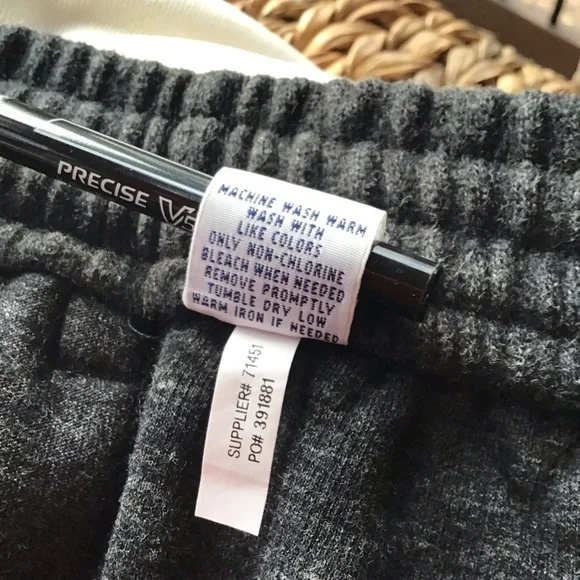 PRECISE V5
MACHINE WASH WARM
WASH WITH
LIKE COLORS
ONLY NON-CHLORINE
BLEACH WHEN NEEDED
REMOVE PROMPTLY
TUMBLE DRY LOW
WARM IRON IF NEEDED
SUPPLIER# 71451
PO# 391881